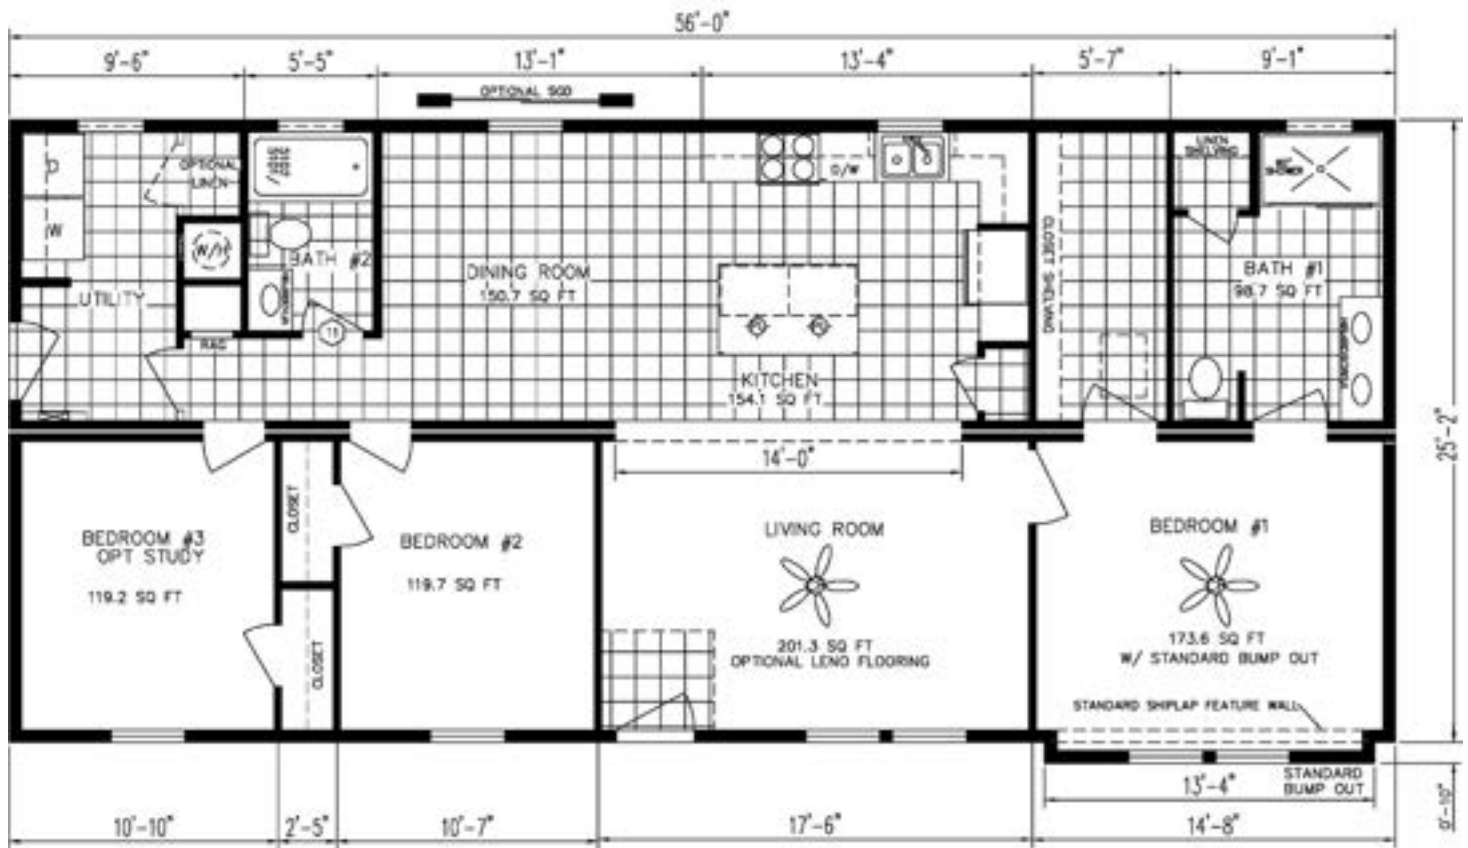 56'-0"
9'-6"
5'-5"
13'-1"
13'-4"
5'-7"
9'-1"
OPTIONAL SGD
D
OPTIONAL
LINEN
W
W/H
UTILITY
RAG
BATH #2
18
DINING ROOM
150.7 SQ FT
D/W
KITCHEN
154.1 SQ FT
CLOSET SHELVING
LINEN
SHELVING
SHOWER
BATH #1
98.7 SQ FT
25'-2"
14'-0"
BEDROOM #3
OPT STUDY
119.2 SQ FT
CLOSET
CLOSET
BEDROOM #2
119.7 SQ FT
LIVING ROOM
201.3 SQ FT
OPTIONAL LENO FLOORING
BEDROOM #1
173.6 SQ FT
W/ STANDARD BUMP OUT
STANDARD SHIPLAP FEATURE WALL
13'-4"
STANDARD
BUMP OUT
0'-10"
10'-10"
2'-5"
10'-7"
17'-6"
14'-8"